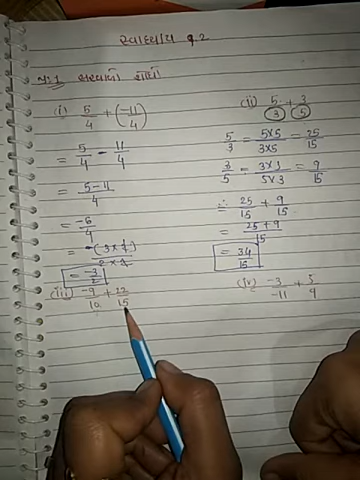 સ્વાધ્યાય 9.2
પ્ર:1 સરવાળો શોધો
(i) 5/4 + (-11/4)
= 5/4 - 11/4
= 5-11/4
= -6/4
= -(3 × 2)/2 × 2
= -3/2
(ii) 5/3 + 3/5
5/3 = 5×5/3×5 = 25/15
3/5 = 3×3/5×3 = 9/15
∴ 25/15 + 9/15
= 25+9/15
= 34/15
(iii) -9/10 + 22/15
(iv) -3/-11 + 5/9